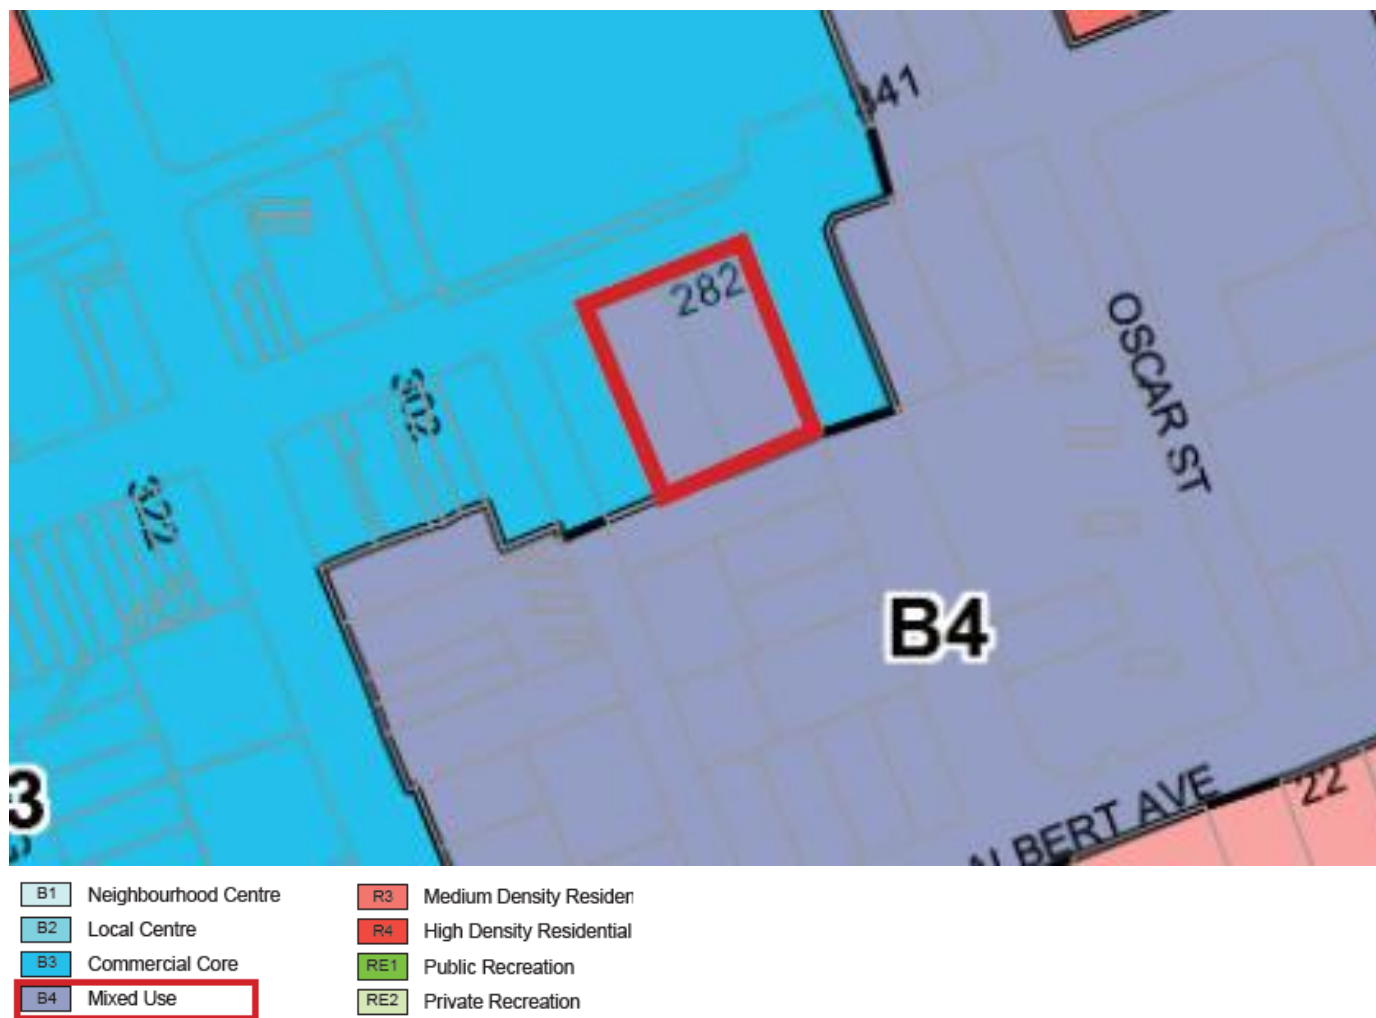 341
282
OSCAR ST
302
322
B4
3
ALBERT AVE
22
B1 Neighbourhood Centre
B2 Local Centre
B3 Commercial Core
B4 Mixed Use
R3 Medium Density Residen
R4 High Density Residential
RE1 Public Recreation
RE2 Private Recreation